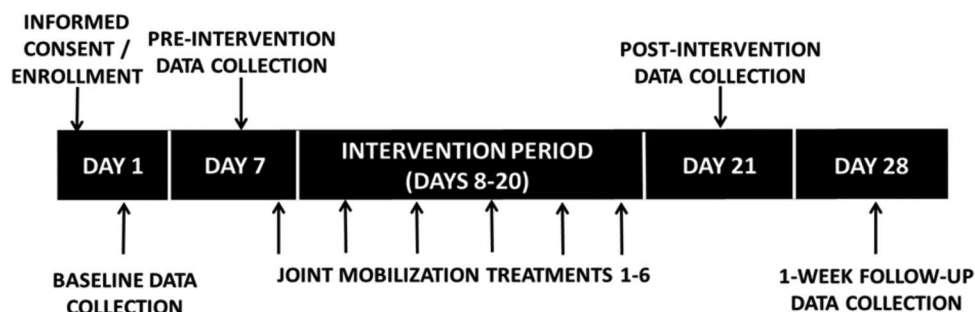 INFORMED
CONSENT /
ENROLLMENT
PRE-INTERVENTION
DATA COLLECTION
POST-INTERVENTION
DATA COLLECTION
DAY 1
DAY 7
INTERVENTION PERIOD
(DAYS 8-20)
DAY 21
DAY 28
BASELINE DATA
COLLECTION
JOINT MOBILIZATION TREATMENTS 1-6
1-WEEK FOLLOW-UP
DATA COLLECTION